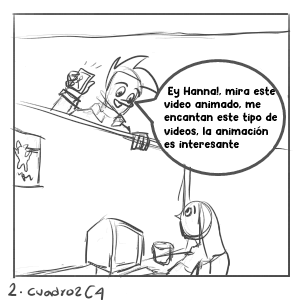 Ey Hanna!, mira este
video animado, me
encantan este tipo de
videos, la animación
es interesante
2. cuadro2C4